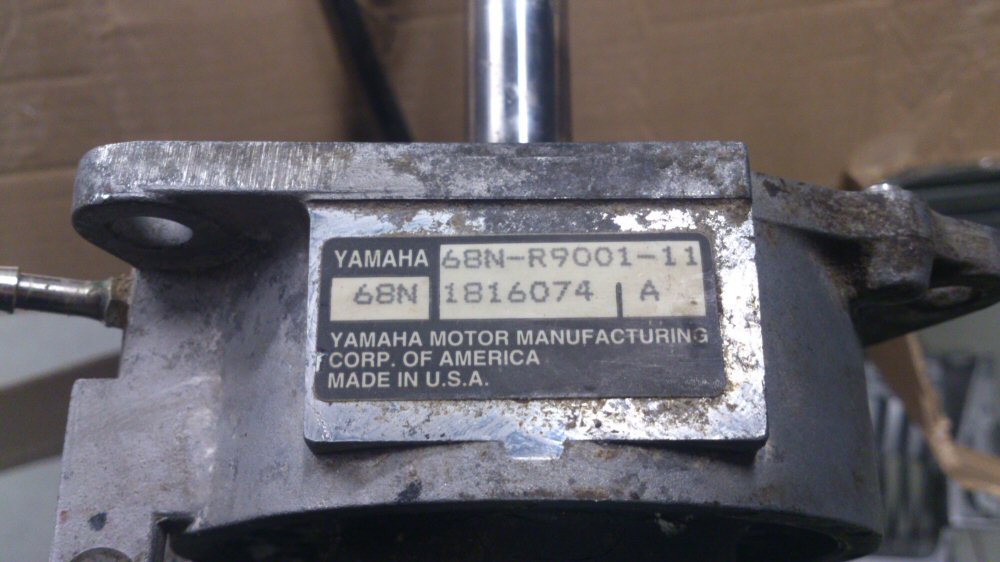 YAMAHA 68N-R9001-11
68N 1816074 A
YAMAHA MOTOR MANUFACTURING
CORP. OF AMERICA
MADE IN U.S.A.